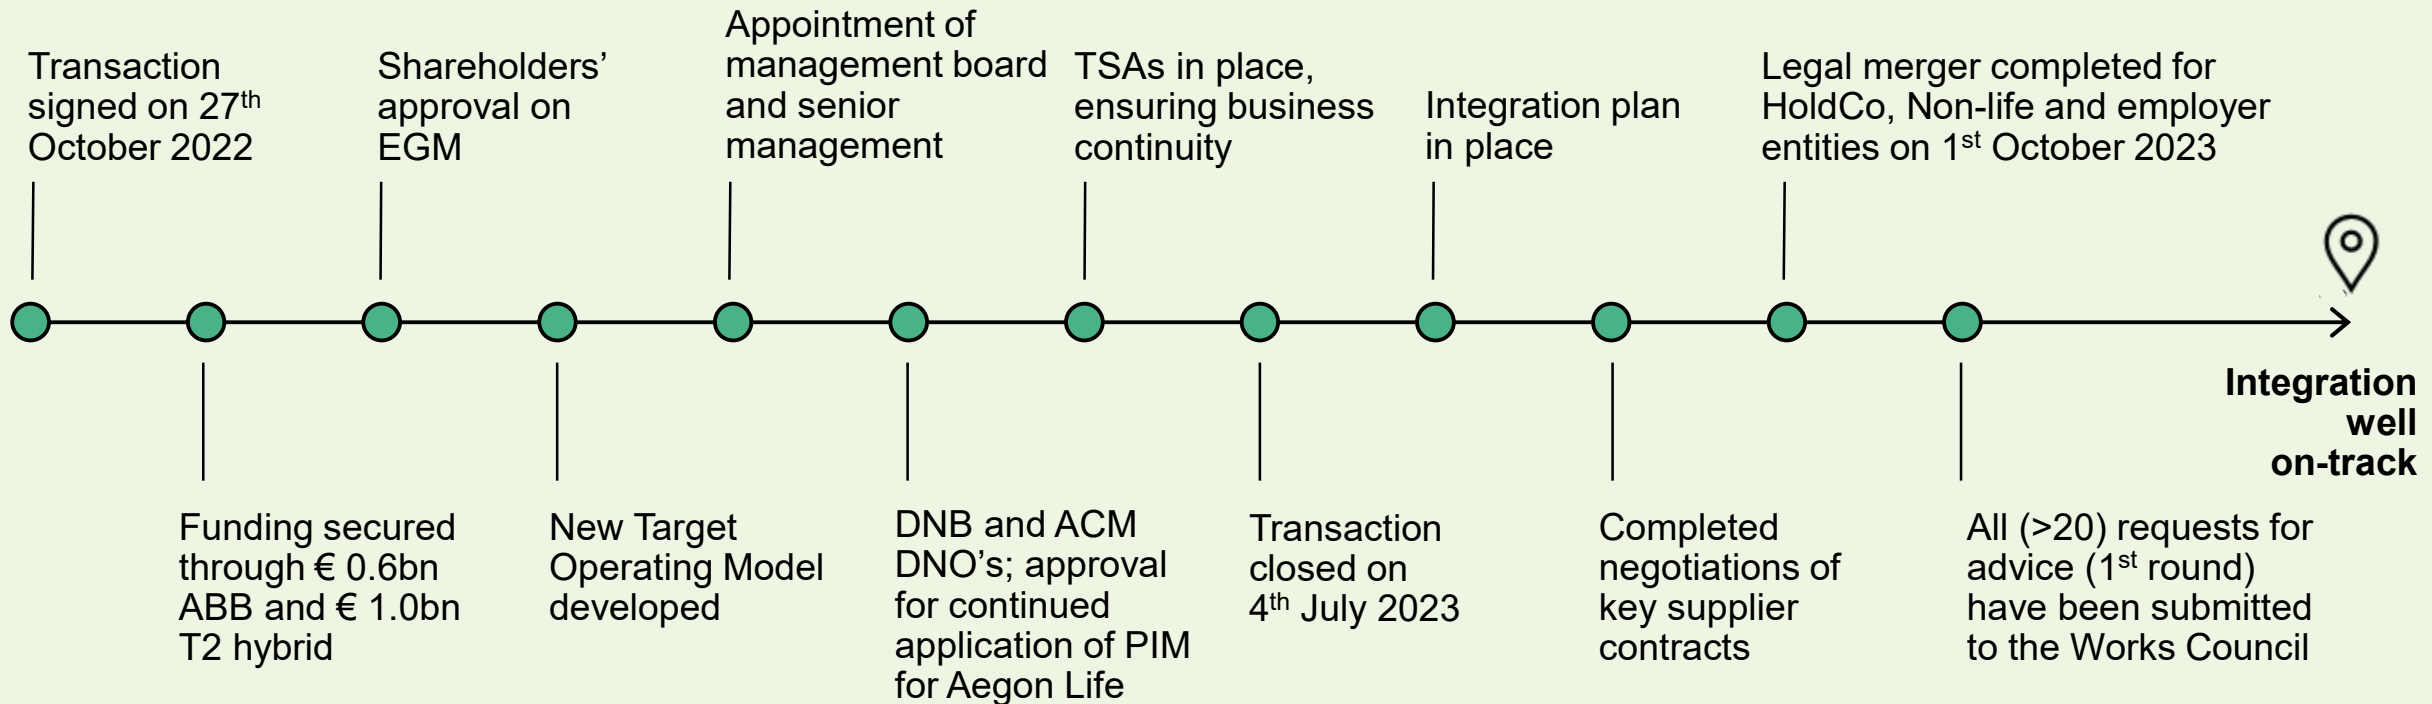 Transaction
signed on 27th
October 2022
Funding secured
through € 0.6bn
ABB and € 1.0bn
T2 hybrid
Shareholders’
approval on
EGM
New Target
Operating Model
developed
Appointment of
management board
and senior
management
DNB and ACM
DNO’s; approval
for continued
application of PIM
for Aegon Life
TSAs in place,
ensuring business
continuity
Transaction
closed on
4th July 2023
Integration plan
in place
Completed
negotiations of
key supplier
contracts
Legal merger completed for
HoldCo, Non-life and employer
entities on 1st October 2023
All (>20) requests for
advice (1st round)
have been submitted
to the Works Council
Integration
well
on-track